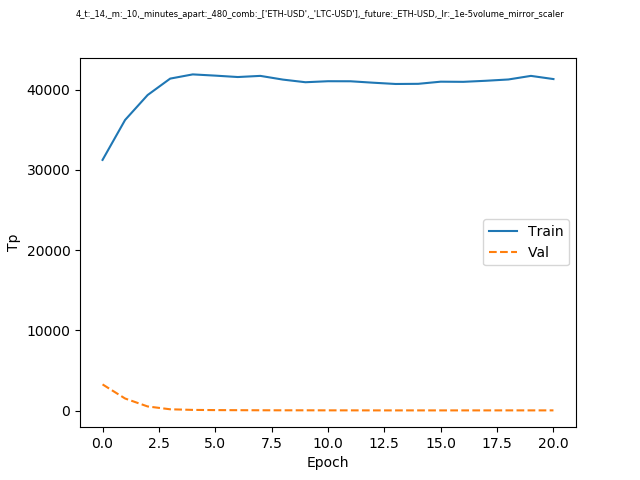 4_t:_14,_m:_10,_minutes_apart:_480_comb:_['ETH-USD',_'LTC-USD'],_future:_ETH-USD,_lr:_1e-5volume_mirror_scaler
40000
30000
20000
10000
0
Tp
Train
Val
0.0 2.5 5.0 7.5 10.0 12.5 15.0 17.5 20.0
Epoch